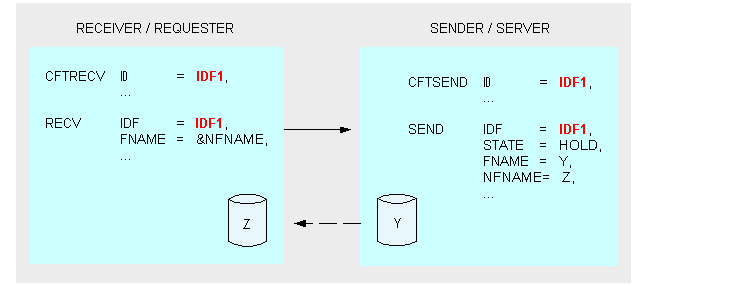 RECEIVER / REQUESTER
CFTRECV ID = IDF1,
...
RECV IDF = IDF1,
FNAME = &NFNAME,
...
Z
SENDER / SERVER
CFTSEND ID = IDF1,
...
SEND IDF = IDF1,
STATE = HOLD,
FNAME = Y,
NFNAME= Z,
...
Y